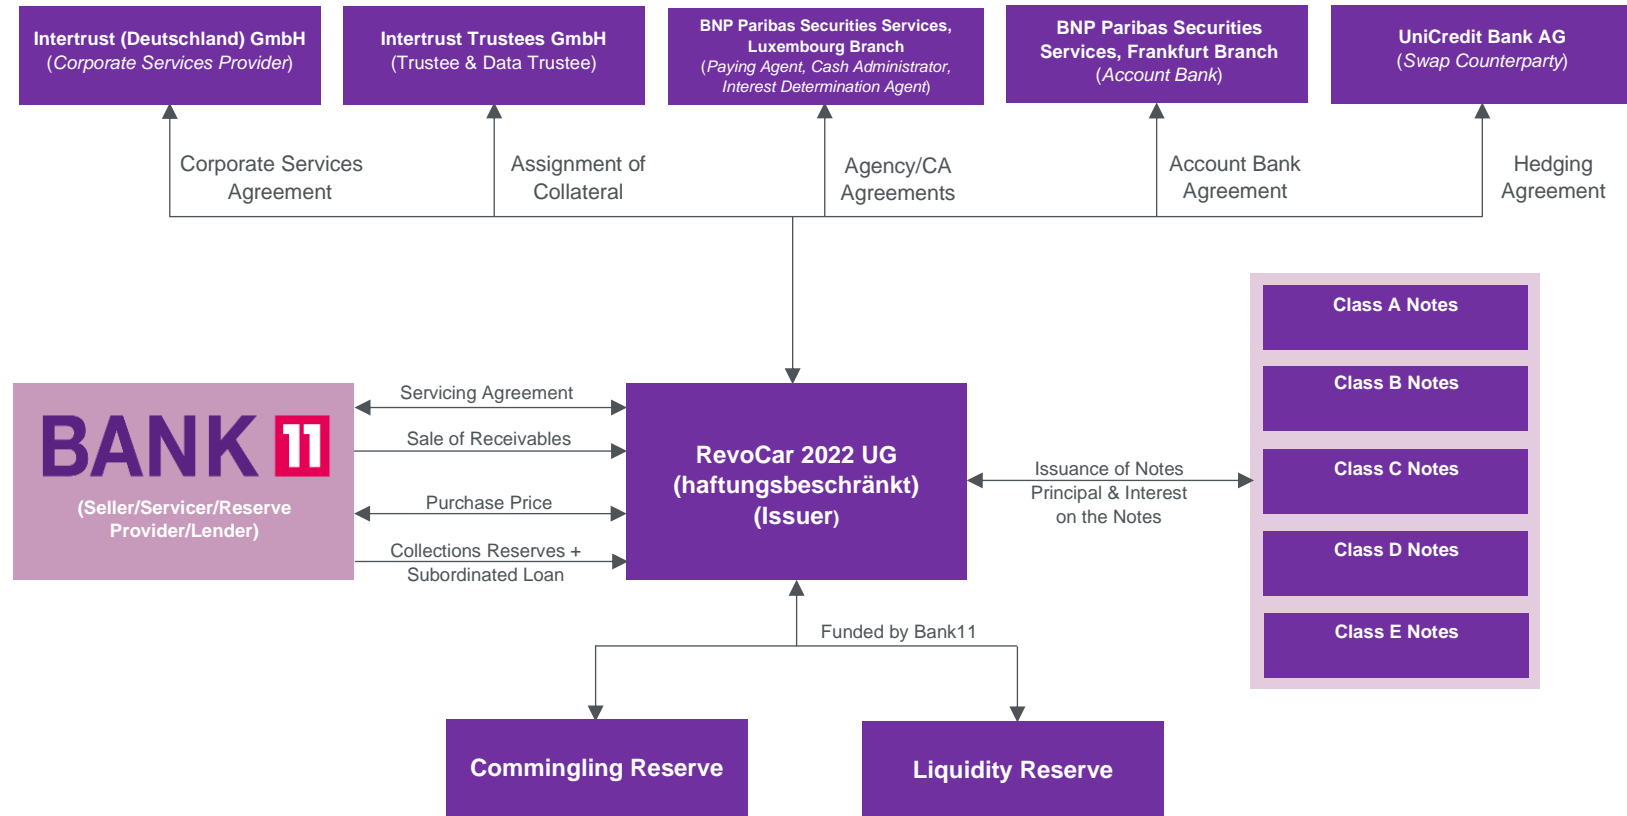 Intertrust (Deutschland) GmbH
(Corporate Services Provider)
Intertrust Trustees GmbH
(Trustee & Data Trustee)
BNP Paribas Securities Services,
Luxembourg Branch
(Paying Agent, Cash Administrator,
Interest Determination Agent)
BNP Paribas Securities
Services, Frankfurt Branch
(Account Bank)
UniCredit Bank AG
(Swap Counterparty)
Corporate Services
Agreement
Assignment of
Collateral
Agency/CA
Agreements
Account Bank
Agreement
Hedging
Agreement
BANK 11
(Seller/Servicer/Reserve
Provider/Lender)
Servicing Agreement
Sale of Receivables
Purchase Price
Collections Reserves +
Subordinated Loan
RevoCar 2022 UG
(haftungsbeschränkt)
(Issuer)
Issuance of Notes
Principal & Interest
on the Notes
Class A Notes
Class B Notes
Class C Notes
Class D Notes
Class E Notes
Funded by Bank11
Commingling Reserve
Liquidity Reserve